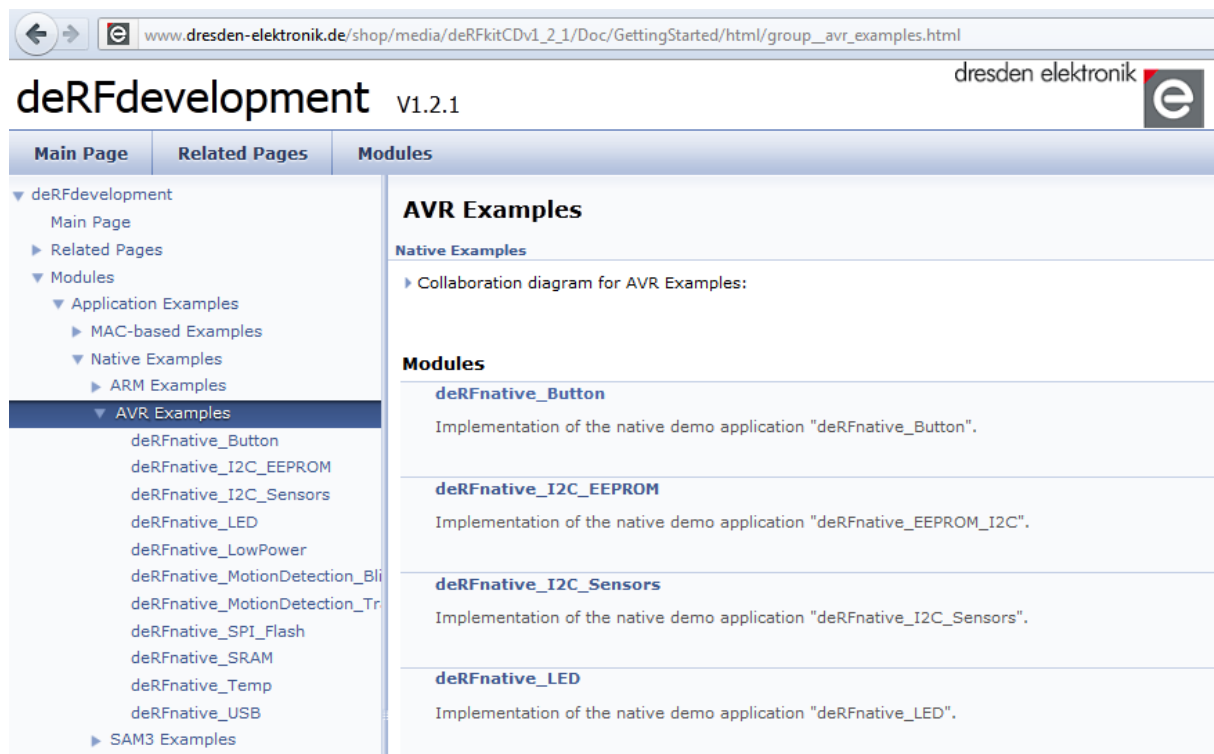 www.dresden-elektronik.de/shop/media/deRFkitCDv1_2_1/Doc/GettingStarted/html/group__avr_examples.html
dresden elektronik
deRFdevelopment V1.2.1
Main Page Related Pages Modules
deRFdevelopment
Main Page
Related Pages
Modules
Application Examples
MAC-based Examples
Native Examples
ARM Examples
AVR Examples
deRFnative_Button
deRFnative_I2C_EEPROM
deRFnative_I2C_Sensors
deRFnative_LED
deRFnative_LowPower
deRFnative_MotionDetection_Bli
deRFnative_MotionDetection_Tra
deRFnative_SPI_Flash
deRFnative_SRAM
deRFnative_Temp
deRFnative_USB
SAM3 Examples
AVR Examples
Native Examples
Collaboration diagram for AVR Examples:
Modules
deRFnative_Button
Implementation of the native demo application "deRFnative_Button".
deRFnative_I2C_EEPROM
Implementation of the native demo application "deRFnative_EEPROM_I2C".
deRFnative_I2C_Sensors
Implementation of the native demo application "deRFnative_I2C_Sensors".
deRFnative_LED
Implementation of the native demo application "deRFnative_LED".